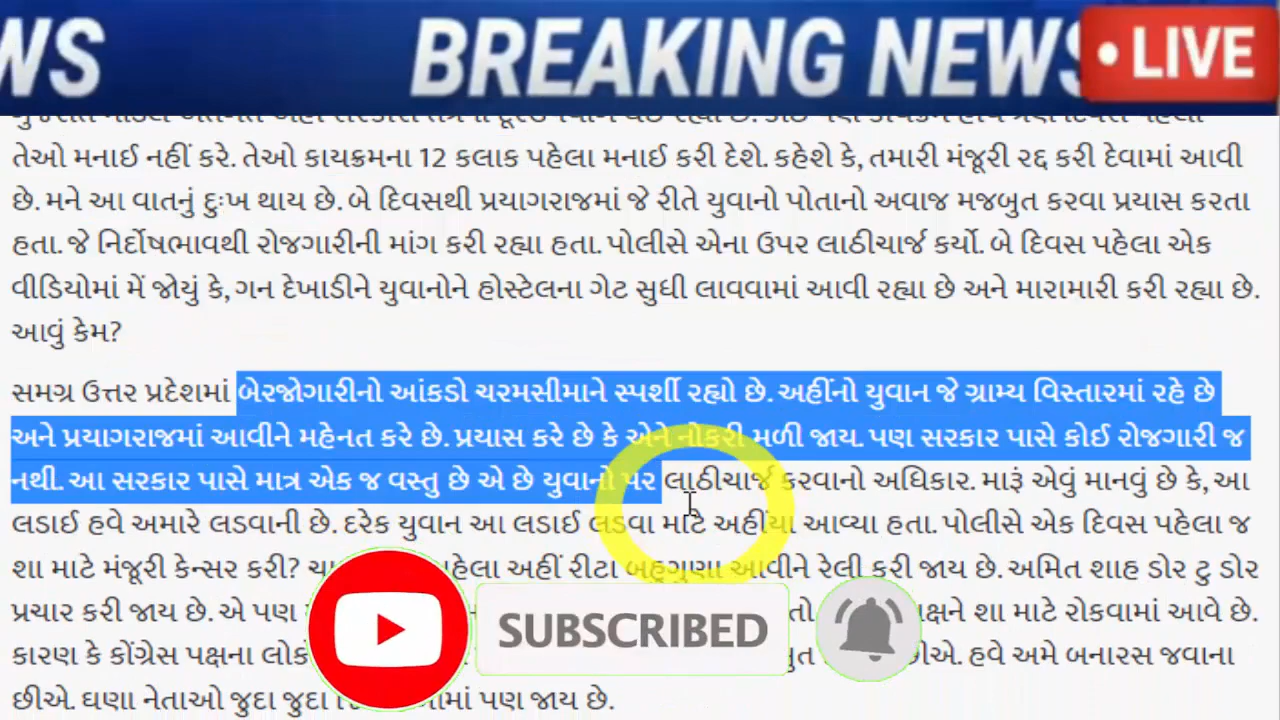 WS BREAKING NEWS • LIVE
તેઓ મનાઈ નહીં કરે. તેઓ કાયક્રમના 12 કલાક પહેલા મનાઈ કરી દેશે. કહેશે કે, તમારી મંજૂરી રદ્દ કરી દેવામાં આવી
છે. મને આ વાતનું દુઃખ થાય છે. બે દિવસથી પ્રયાગરાજમાં જે રીતે યુવાનો પોતાનો અવાજ મજબુત કરવા પ્રયાસ કરતા
હતા. જે નિર્દોષભાવથી રોજગારીની માંગ કરી રહ્યા હતા. પોલીસે એના ઉપર લાઠીચાર્જ કર્યો. બે દિવસ પહેલા એક
વીડિયોમાં મેં જોયું કે, ગન દેખાડીને યુવાનોને હોસ્ટેલના ગેટ સુધી લાવવામાં આવી રહ્યા છે અને મારામારી કરી રહ્યા છે.
આવું કેમ?
સમગ્ર ઉત્તર પ્રદેશમાં બેરજોગારીનો આંકડો ચરમસીમાને સ્પર્શી રહ્યો છે. અહીંનો યુવાન જે ગ્રામ્ય વિસ્તારમાં રહે છે
અને પ્રયાગરાજમાં આવીને મહેનત કરે છે. પ્રયાસ કરે છે કે એને નોકરી મળી જાય. પણ સરકાર પાસે કોઈ રોજગારી જ
નથી. આ સરકાર પાસે માત્ર એક જ વસ્તુ છે એ છે યુવાનો પર લાઠીચાર્જ કરવાનો અધિકાર. મારૂં એવું માનવું છે કે, આ
લડાઈ હવે અમારે લડવાની છે. દરેક યુવાન આ લડાઈ લડવા માટે અહીંયા આવ્યા હતા. પોલીસે એક દિવસ પહેલા જ
શા માટે મંજૂરી કેન્સર કરી? પહેલા અહીં રીટા બહુગુણા આવીને રેલી કરી જાય છે. અમિત શાહ ડોર ટુ ડોર
પ્રચાર કરી જાય છે. એ પણ પક્ષને શા માટે રોકવામાં આવે છે.
કારણ કે કોંગ્રેસ પક્ષના હવે અમે બનારસ જવાના
છીએ. ઘણા નેતાઓ જુદા જુદા પણ જાય છે.
SUBSCRIBED